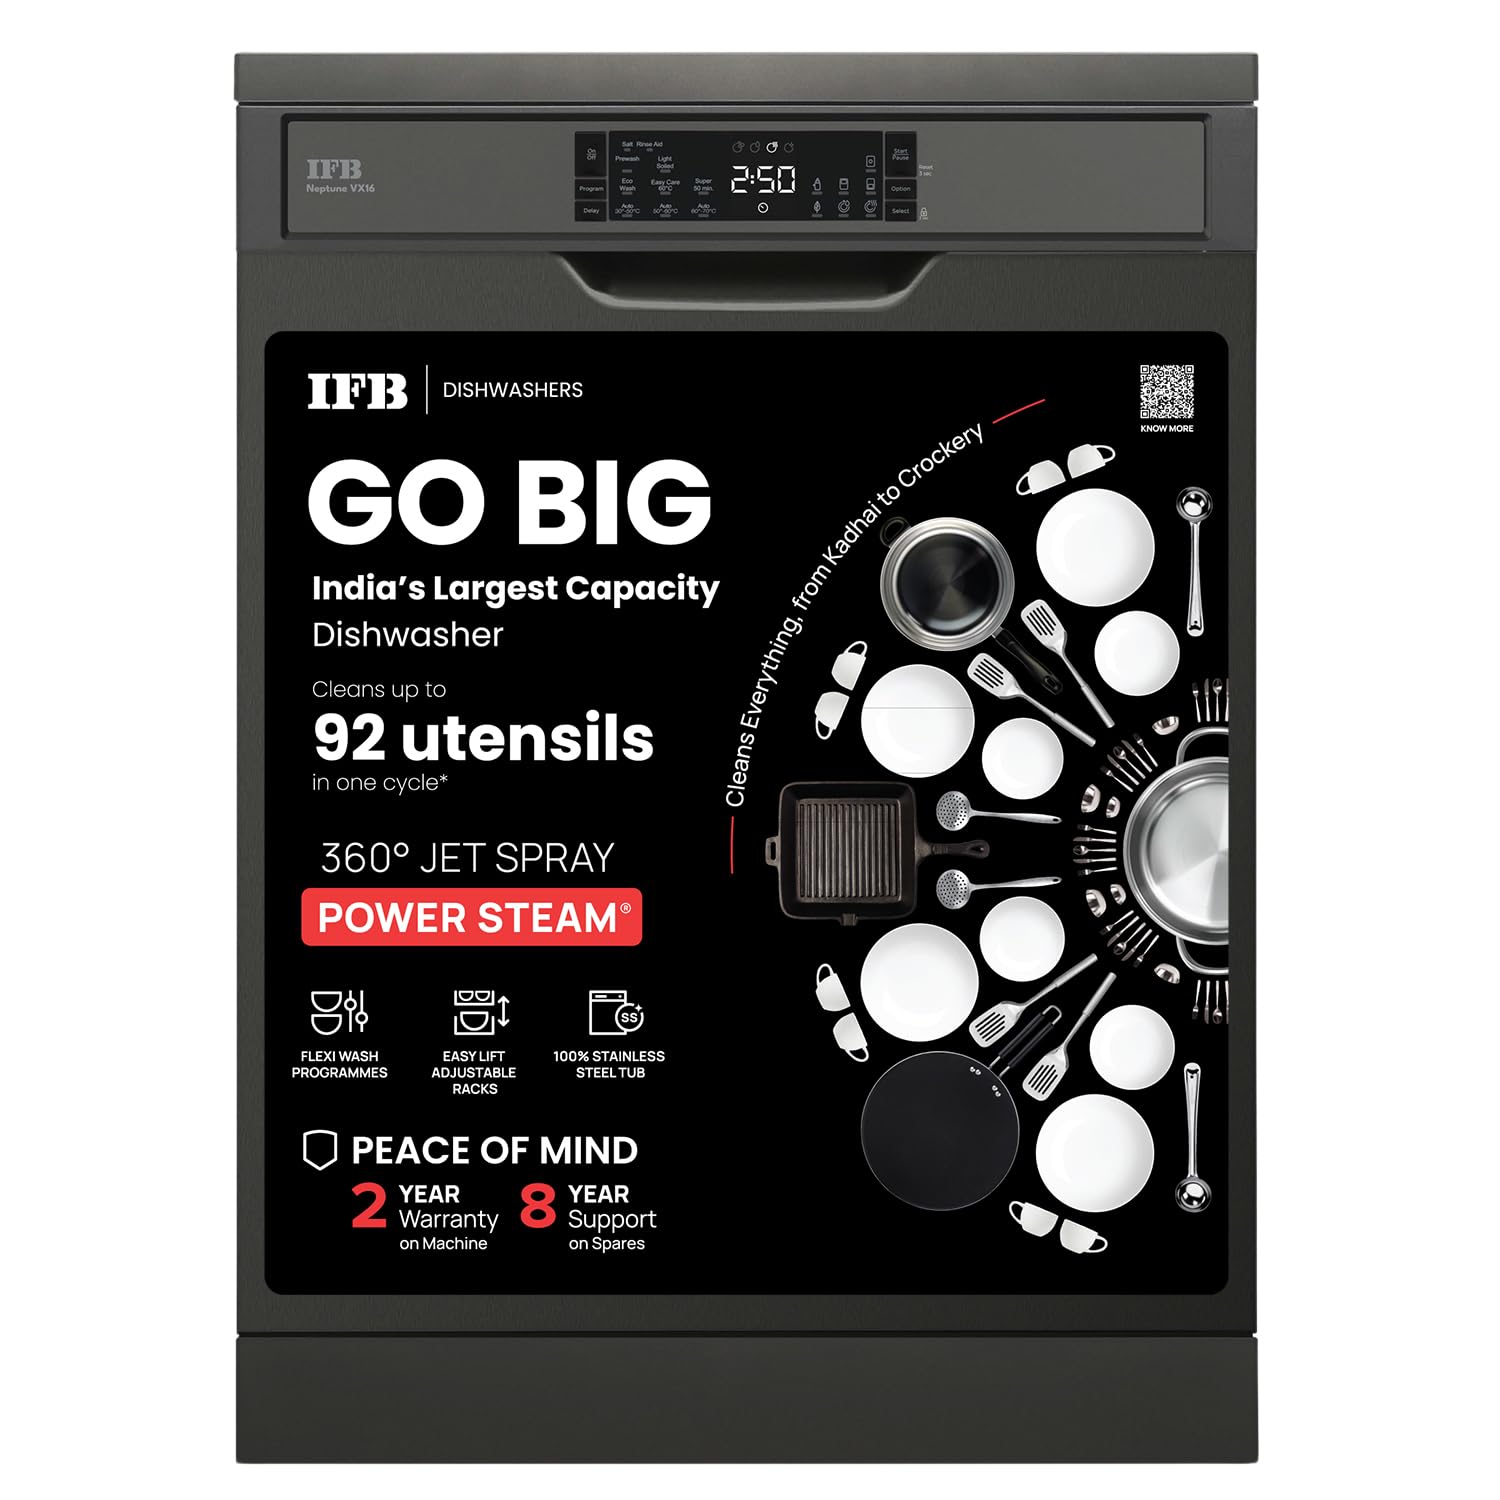 IFB
Neptune VX16
On
Off
Program
Delay
Salt Rinse Aid
Prewash
Light
Soiled
Eco
Wash
Easy Care
60°C
Super
50 min.
Auto
30°-50°C
Auto
50°-60°C
Auto
60°-70°C
2:50
Start
Pause
Option
Select
Reset
3 sec
IFB
DISHWASHERS
KNOW MORE
GO BIG
India's Largest Capacity
Dishwasher
Cleans up to
92 utensils
in one cycle*
Cleans Everything, from Kadhai to Crockery
360° JET SPRAY
POWER STEAM®
SS
FLEXI WASH
PROGRAMMES
EASY LIFT
ADJUSTABLE
RACKS
100% STAINLESS
STEEL TUB
PEACE OF MIND
2 YEAR
Warranty
on Machine
8 YEAR
Support
on Spares